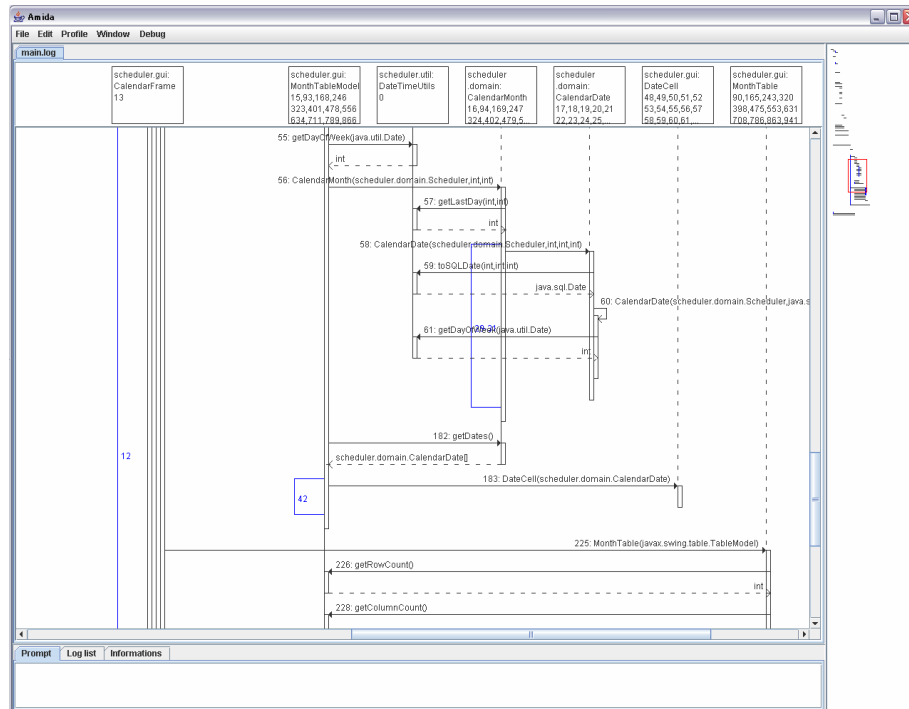 Amida
File Edit Profile Window Debug
main.log
scheduler.gui:
CalendarFrame
13
scheduler.gui:
MonthTableModel
15,93,168,246
323,401,478,556
634,711,789,866
scheduler.util:
DateTimeUtils
0
scheduler
.domain:
CalendarMonth
16,94,169,247
324,402,479,5...
scheduler
.domain:
CalendarDate
17,18,19,20,21
22,23,24,25,...
scheduler.gui:
DateCell
48,49,50,51,52
53,54,55,56,57
58,59,60,61,...
scheduler.gui:
MonthTable
90,165,243,320
398,475,553,631
708,786,863,941
55: getDayOfWeek(java.util.Date)
int
56: CalendarMonth(scheduler.domain.Scheduler,int,int)
57: getLastDay(int,int)
int
58: CalendarDate(scheduler.domain.Scheduler,int,int,int)
59: toSQLDate(int,int,int)
java.sql.Date
60: CalendarDate(scheduler.domain.Scheduler,java.s
61: getDayOfWeek(java.util.Date)
int
182: getDates()
12
scheduler.domain.CalendarDate[]
183: DateCell(scheduler.domain.CalendarDate)
42
225: MonthTable(javax.swing.table.TableModel)
226: getRowCount()
int
228: getColumnCount()
Prompt Log list Informations